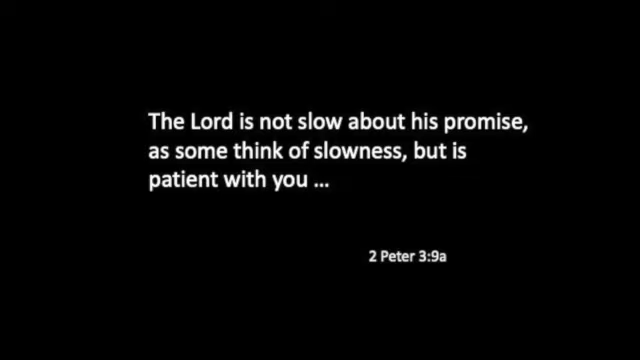 The Lord is not slow about his promise,
as some think of slowness, but is
patient with you ...
2 Peter 3:9a